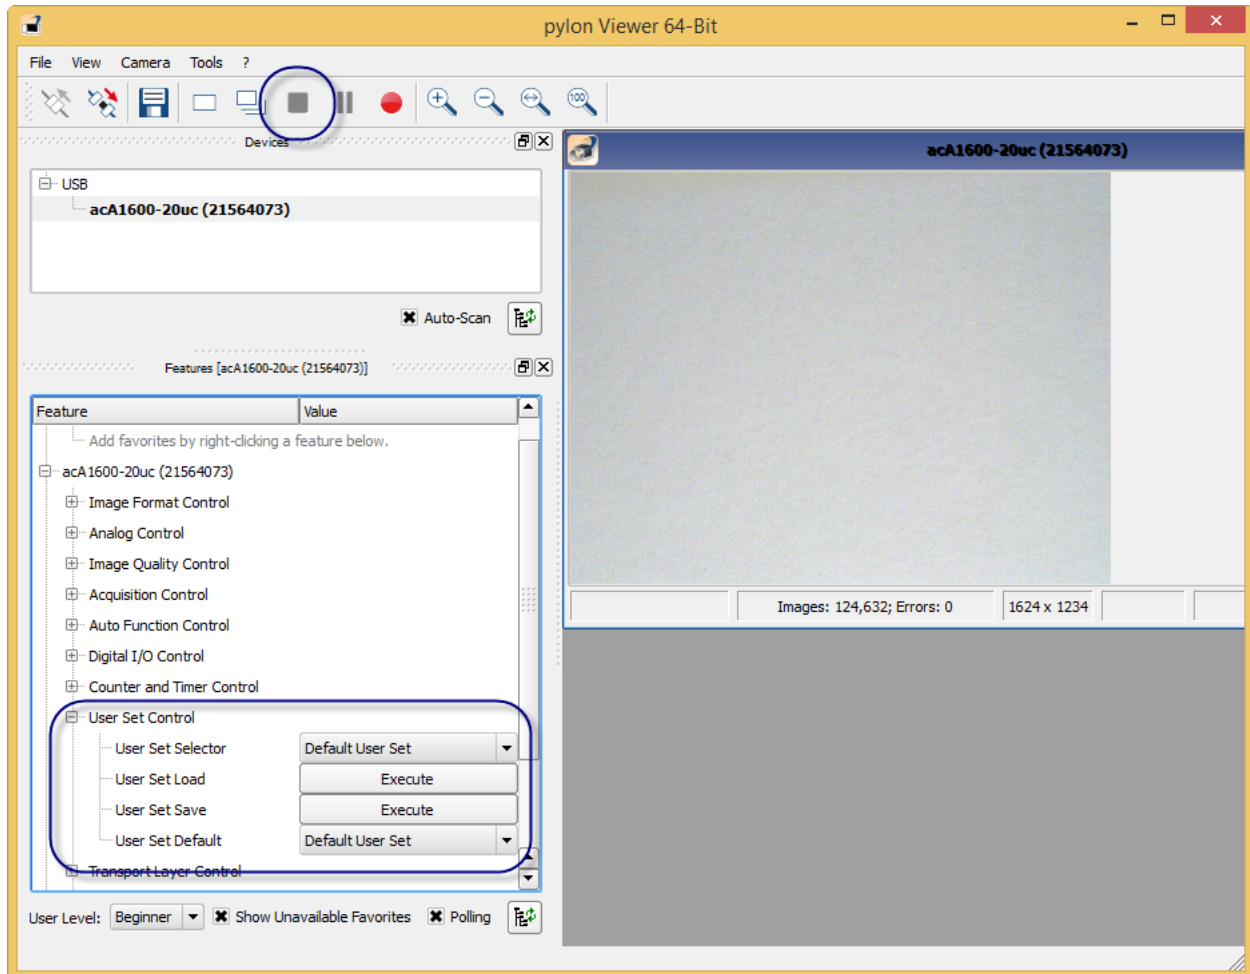 pylon Viewer 64-Bit
File View Camera Tools ?
100
Devices
USB
acA1600-20uc (21564073)
Auto-Scan
Features [acA1600-20uc (21564073)]
Feature Value
Add favorites by right-clicking a feature below.
acA1600-20uc (21564073)
Image Format Control
Analog Control
Image Quality Control
Acquisition Control
Auto Function Control
Digital I/O Control
Counter and Timer Control
User Set Control
User Set Selector Default User Set
User Set Load Execute
User Set Save Execute
User Set Default Default User Set
Transport Layer Control
User Level: Beginner Show Unavailable Favorites Polling
acA1600-20uc (21564073)
Images: 124,632; Errors: 0 1624 x 1234